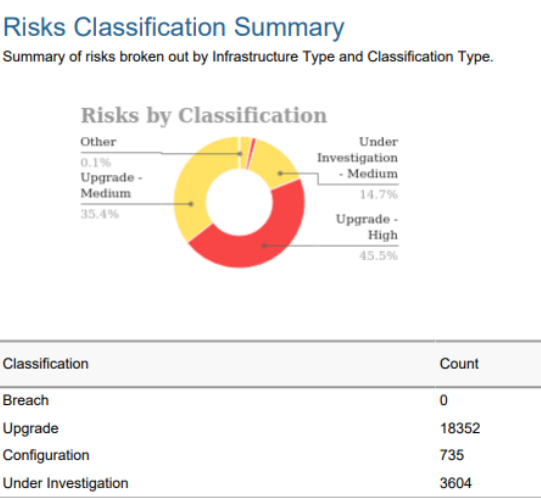 Risks Classification Summary
Summary of risks broken out by Infrastructure Type and Classification Type.
Risks by Classification
Other
0.1%
Upgrade -
Medium
35.4%
Under
Investigation
- Medium
14.7%
Upgrade -
High
45.5%
Classification Count
Breach 0
Upgrade 18352
Configuration 735
Under Investigation 3604